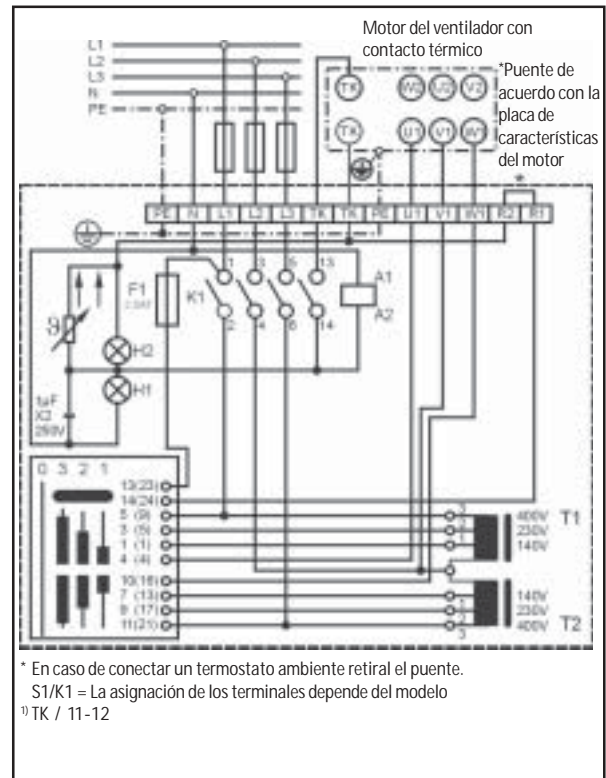 Motor del ventilador con
contacto térmico
*Puente de
acuerdo con la
placa de
características
del motor
L1
L2
L3
N
PE
TK W2 U2 V2
TK U1 V1 W1
*
PE N L1 L2 L3 TK TK PE U1 V1 W1 R2 R1
1 3 5 13
F1
K1
A1
A2
2 4 6 14
H2
H1
1µF
X2
250V
0 3 2 1
13(23)
14(24)
5 (9)
3 (5)
1 (1)
4 (4)
10(16)
7 (13)
9 (17)
11(21)
400V
230V
140V
T1
140V
230V
400V
T2
3
* En caso de conectar un termostato ambiente retiral el puente.
S1/K1 = La asignación de los terminales depende del modelo
1) TK / 11-12